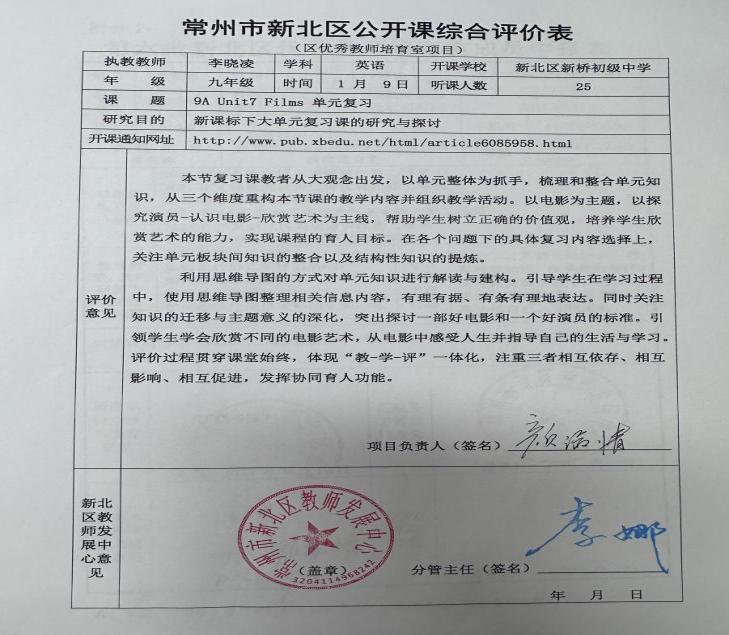 常州市新北区公开课综合评价表
（区优秀教师培育室项目）
执教教师 李晓凌 学科 英语 开课学校 新北区新桥初级中学
年 级 九年级 时间 1 月 9日 听课人数 25
课 题 9A Unit7 Films 单元复习
研究目的 新课标下大单元复习课的研究与探讨
开课通知网址 http://www.pub.xbedu.net/html/article6085958.html
评价意见
本节复习课教者从大观念出发，以单元整体为抓手，梳理和整合单元知
识，从三个维度重构本节课的教学内容并组织教学活动。以电影为主题，以探
究演员-认识电影-欣赏艺术为主线，帮助学生树立正确的价值观，培养学生欣
赏艺术的能力，实现课程的育人目标。在各个问题下的具体复习内容选择上，
关注单元板块间知识的整合以及结构性知识的提炼。
利用思维导图的方式对单元知识进行解读与建构。引导学生在学习过程
中，使用思维导图整理相关信息内容，有理有据、有条有理地表达。同时关注
知识的迁移与主题意义的深化，突出探讨一部好电影和一个好演员的标准。引
领学生学会欣赏不同的电影艺术，从电影中感受人生并指导自己的生活与学习。
评价过程贯穿课堂始终，体现“教-学-评”一体化，注重三者相互依存、相互
影响、相互促进，发挥协同育人功能。
项目负责人（签名）
新北区教师发展中心意见
常州市新北区教师发展中心
3204114968242
（盖章）
分管主任（签名） 李娜
年 月 日